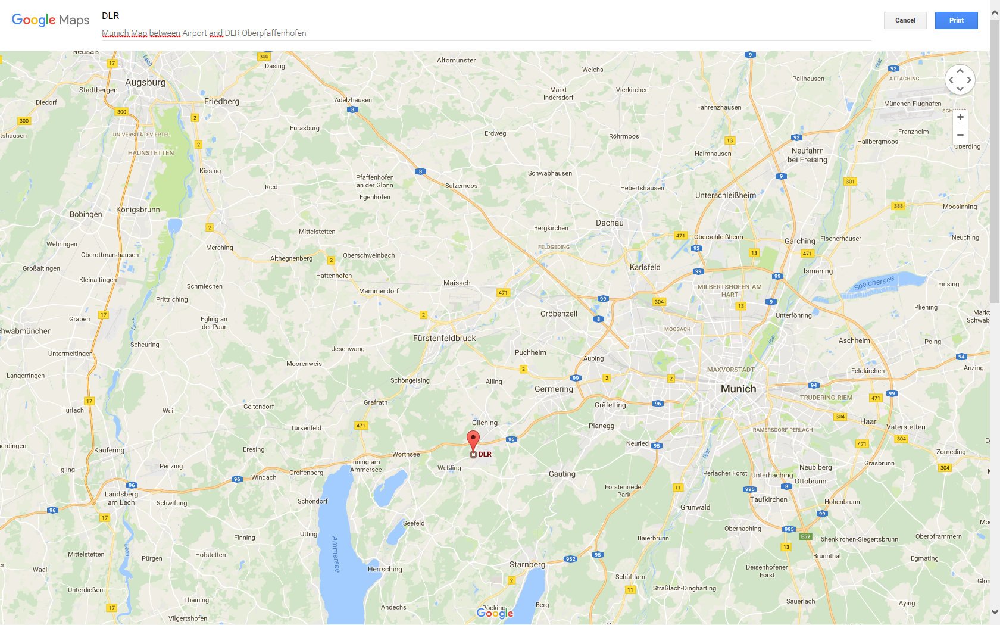 Google Maps
DLR
Munich Map between Airport and DLR Oberpfaffenhofen
Cancel
Print
Neusäß
17
Lech
300
Dasing
Altomünster
Weichs
9
Isar
92
ATTACHING
Pallhausen
Augsburg
Stadtbergen
Diedorf
Friedberg
Adelzhausen
8
Markt
Indersdorf
Vierkirchen
Fahrenzhausen
München-Flughafen
300
300
2
tshausen
UNIVERSITÄTSVIERTEL
HAUNSTETTEN
2
Eurasburg
Erdweg
Röhrmoos
13
92
Franzheim
Hallbergmoos
Oberding
Haimhausen
Neufahrn
bei Freising
Kissing
8
Pfaffenhofen
an der Glonn
Egenhofen
Ried
Sulzemoos
Schwabhausen
Hebertshausen
9
301
Unterschleißheim
388
Moosinning
Bobingen
Königsbrunn
2
Mittelstetten
Bergkirchen
Dachau
471
Oberschleißheim
92
Garching
Fischerhäuser
Neuching
Wehringen
Oberottmarshausen
Merching
Althegnenberg
2
Oberschweinbach
FELDGEDING
13
471
Großaitingen
Kleinaitingen
Hattenhofen
Karlsfeld
99
99
Ismaning
Speichersee
Finsing
Schmiechen
Prittriching
Mammendorf
Maisach
471
99
304
MILBERTSHOFEN-AM
HART
13
9
Pliening
Markt
Schwab
17
Graben
Lech
Egling an
der Paar
2
Gröbenzell
8
Unterföhring
hwabmünchen
Scheuring
Fürstenfeldbruck
MOOSACH
Isar
Aschheim
Poing
Untermeitingen
Jesenwang
Moorenweis
Puchheim
Aubing
94
Langerringen
Schöngeising
Alling
2
99
2
2
MAXVORSTADT
Feldkirchen
Anzing
Germering
Munich
94
99
17
Hurlach
Weil
Geltendorf
Grafrath
Gräfelfing
96
TRUDERING-RIEM
471
304
Haar
Türkenfeld
471
Gilching
Planegg
RAMERSDORF-PERLACH
Vaterstetten
erdingen
Kaufering
Eresing
Wörthsee
96
Neuried
95
Isar
471
304
Zorneding
DLR
Igling
Penzing
Inning am
Ammersee
Weßling
Gauting
Perlacher Forst
Unterhaching
Neubiberg
Grasbrunn
304
Greifenberg
Windach
96
96
Landsberg
am Lech
Schwifting
Schondorf
Forstenrieder
Park
11
995
8
Ottobrunn
Taufkirchen
Hohenbrunn
96
17
Grünwald
99
Seefeld
Utting
Ammersee
Oberhaching
995
E52
Finning
Baierbrunn
Höhenkirchen-Siegertsbrunn
Oberpframmern
13
Mittelstetten
Lech
Pürgen
Hofstetten
Starnberg
952
95
Brunnthal
Egmating
Waal
Herrsching
2
Schäftlarn
Deisenhofener
Forst
Glon
Unterdießen
11
Straßlach-Dingharting
17
Thaining
Andechs
Pöcking
Google
Berg
Sauerlach
Aying
Vilgertshofen